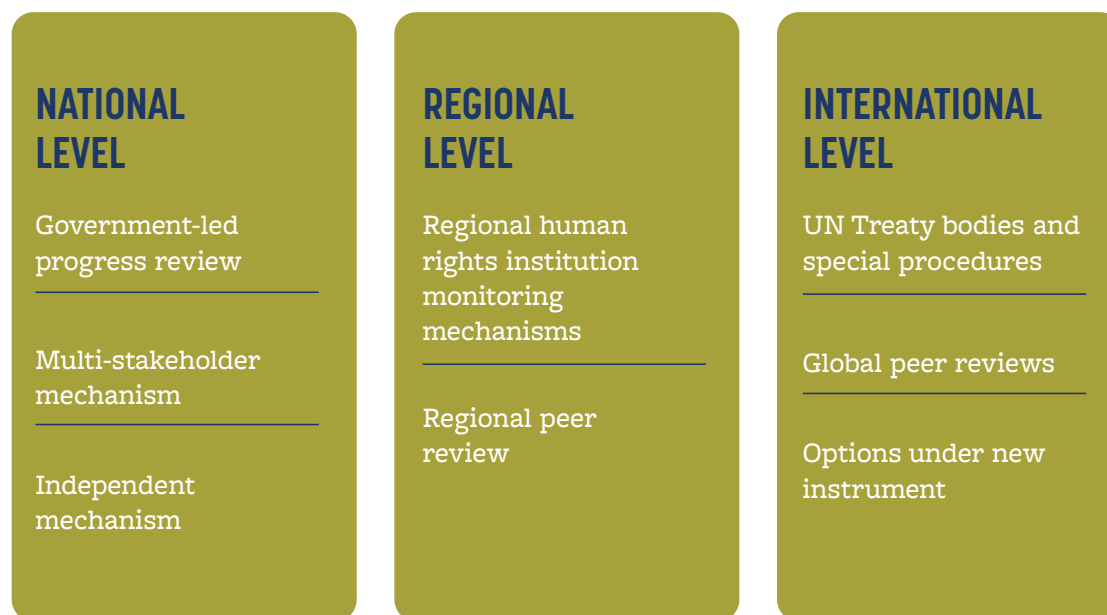 NATIONAL
LEVEL
Government-led
progress review
Multi-stakeholder
mechanism
Independent
mechanism
REGIONAL
LEVEL
Regional human
rights institution
monitoring
mechanisms
Regional peer
review
INTERNATIONAL
LEVEL
UN Treaty bodies and
special procedures
Global peer reviews
Options under new
instrument